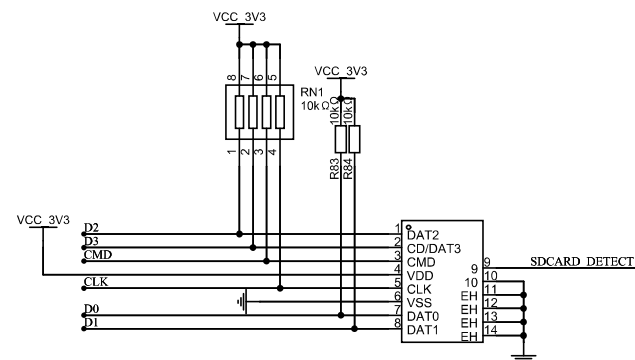 VCC_3V3
8 7 6 5
RN1
10kΩ
1 2 3 4
VCC_3V3
10kΩ 10kΩ
R83 R84
VCC_3V3
D2 1 DAT2
D3 2 CD/DAT3
CMD 3 CMD
4 VDD
CLK 5 CLK
6 VSS
D0 7 DAT0
D1 8 DAT1
9 9 SDCARD_DETECT
10 10
EH 11
EH 12
EH 13
EH 14